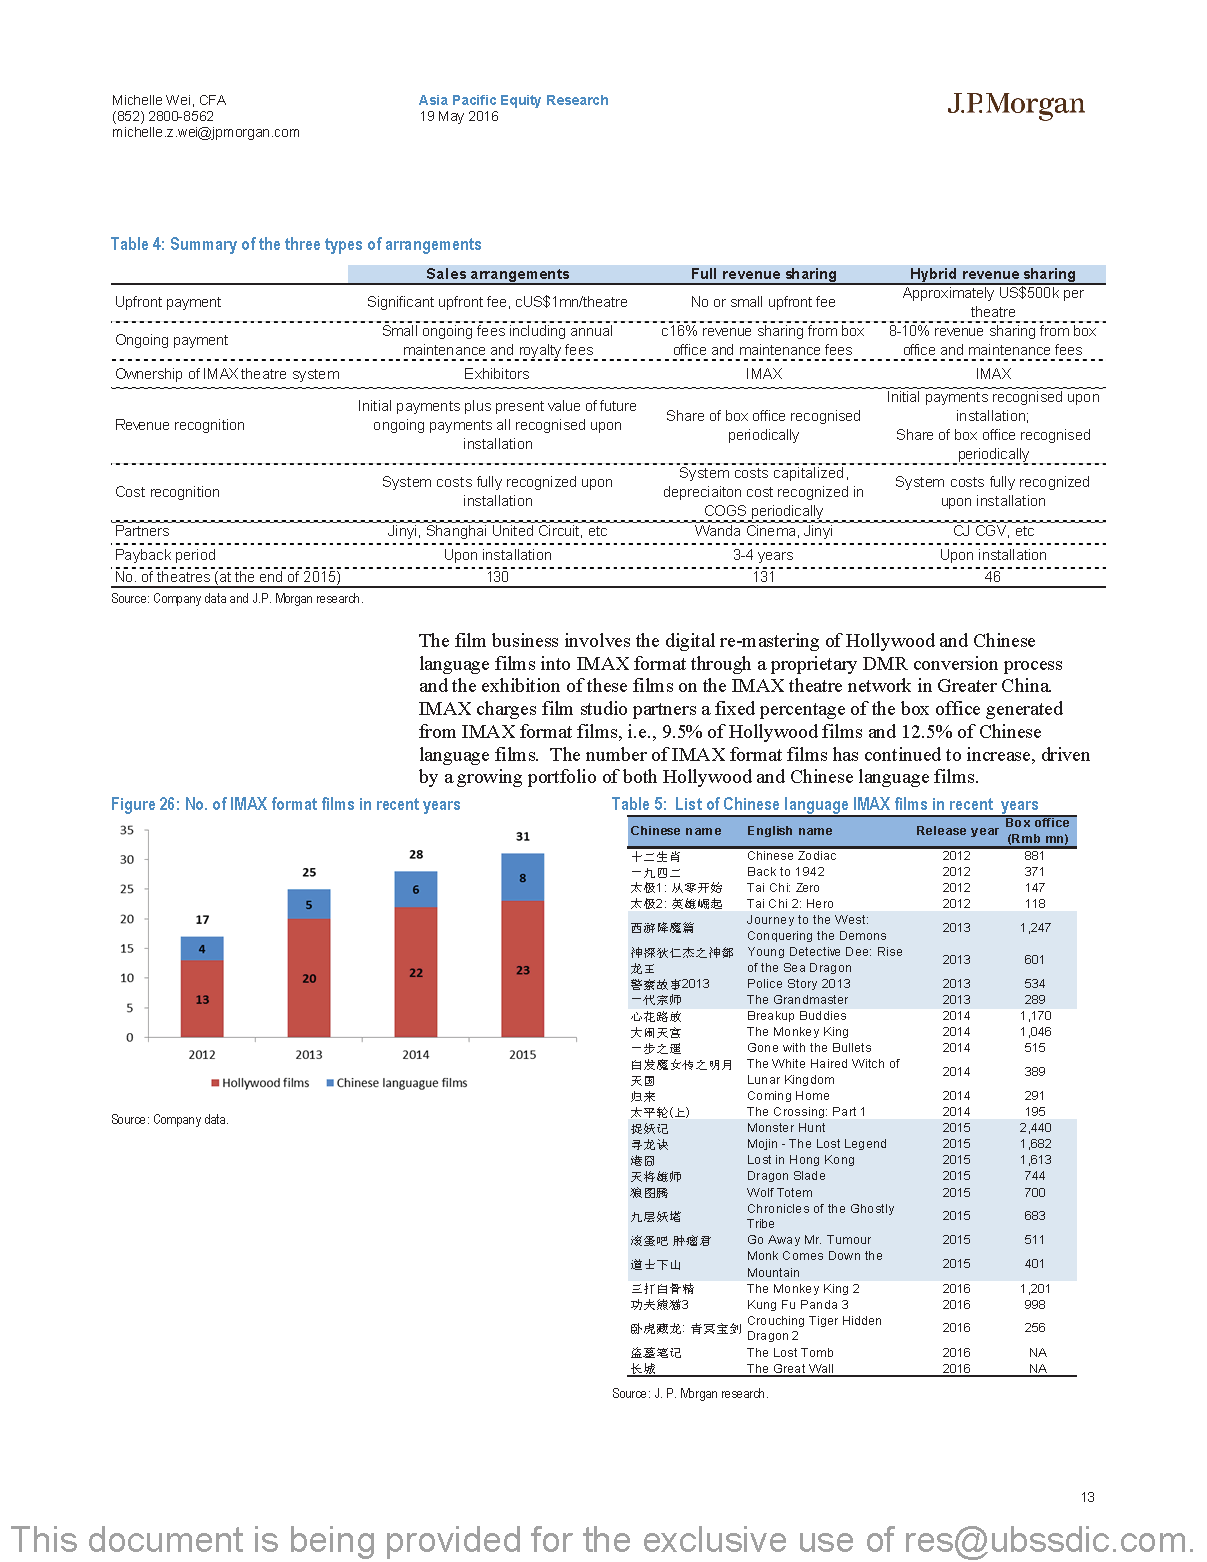 Michelle Wei, CFA
(852) 2800-8562
michelle.z.wei@jpmorgan.com
Asia Pacific Equity Research
19 May 2016
J.P.Morgan
Table 4: Summary of the three types of arrangements
Sales arrangements Full revenue sharing Hybrid revenue sharing
Upfront payment Significant upfront fee, cUS$1mn/theatre No or small upfront fee Approximately US$500k per theatre
Ongoing payment Small ongoing fees including annual maintenance and royalty fees c16% revenue sharing from box office and maintenance fees 8-10% revenue sharing from box office and maintenance fees
Ownership of IMAX theatre system Exhibitors IMAX IMAX
Revenue recognition Initial payments plus present value of future ongoing payments all recognised upon installation Share of box office recognised periodically Initial payments recognised upon installation; Share of box office recognised periodically
Cost recognition System costs fully recognized upon installation System costs capitalized, depreciaiton cost recognized in COGS periodically System costs fully recognized upon installation
Partners Jinyi, Shanghai United Circuit, etc Wanda Cinema, Jinyi CJ CGV, etc
Payback period Upon installation 3-4 years Upon installation
No. of theatres (at the end of 2015) 130 131 46
Source: Company data and J.P. Morgan research.
The film business involves the digital re-mastering of Hollywood and Chinese
language films into IMAX format through a proprietary DMR conversion process
and the exhibition of these films on the IMAX theatre network in Greater China.
IMAX charges film studio partners a fixed percentage of the box office generated
from IMAX format films, i.e., 9.5% of Hollywood films and 12.5% of Chinese
language films. The number of IMAX format films has continued to increase, driven
by a growing portfolio of both Hollywood and Chinese language films.
Figure 26: No. of IMAX format films in recent years
35
30
25
20
15
10
5
0
17
4
13
25
5
20
28
6
22
31
8
23
2012 2013 2014 2015
Hollywood films Chinese languague films
Source: Company data.
Table 5: List of Chinese language IMAX films in recent years
Chinese name English name Release year Box office (Rmb mn)
十二生肖 Chinese Zodiac 2012 881
一九四二 Back to 1942 2012 371
太极1: 从零开始 Tai Chi: Zero 2012 147
太极2: 英雄崛起 Tai Chi 2: Hero 2012 118
西游降魔篇 Journey to the West: Conquering the Demons 2013 1,247
神探狄仁杰之神都龙王 Young Detective Dee: Rise of the Sea Dragon 2013 601
警察故事2013 Police Story 2013 2013 534
一代宗师 The Grandmaster 2013 289
心花路放 Breakup Buddies 2014 1,170
大闹天宫 The Monkey King 2014 1,046
一步之遥 Gone with the Bullets 2014 515
白发魔女传之明月天国 The White Haired Witch of Lunar Kingdom 2014 389
归来 Coming Home 2014 291
太平轮(上) The Crossing: Part 1 2014 195
捉妖记 Monster Hunt 2015 2,440
寻龙诀 Mojin - The Lost Legend 2015 1,682
港囧 Lost in Hong Kong 2015 1,613
天将雄师 Dragon Slade 2015 744
狼图腾 Wolf Totem 2015 700
九层妖塔 Chronicles of the Ghostly Tribe 2015 683
滚蛋吧 肿瘤君 Go Away Mr. Tumour 2015 511
道士下山 Monk Comes Down the Mountain 2015 401
三打白骨精 The Monkey King 2 2016 1,201
功夫熊猫3 Kung Fu Panda 3 2016 998
卧虎藏龙: 青冥宝剑 Crouching Tiger Hidden Dragon 2 2016 256
盗墓笔记 The Lost Tomb 2016 NA
长城 The Great Wall 2016 NA
Source: J. P. Morgan research.
13
This document is being provided for the exclusive use of res@ubssdic.com.